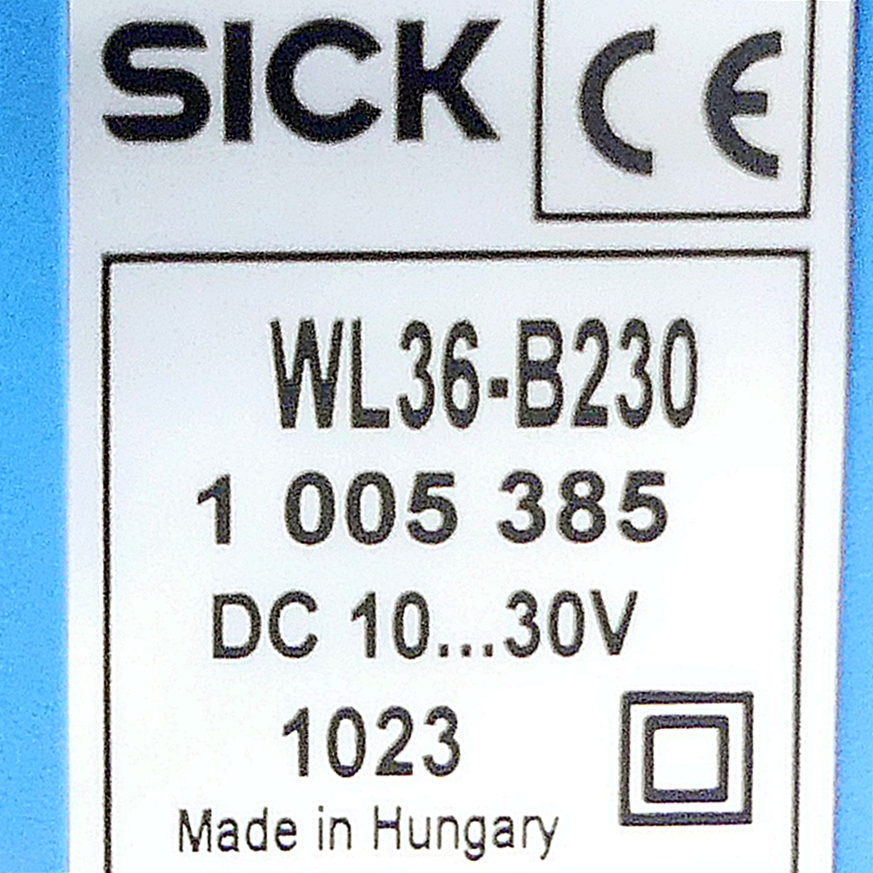 SICK
CE
WL36-B230
1 005 385
DC 10...30V
1023
Made in Hungary